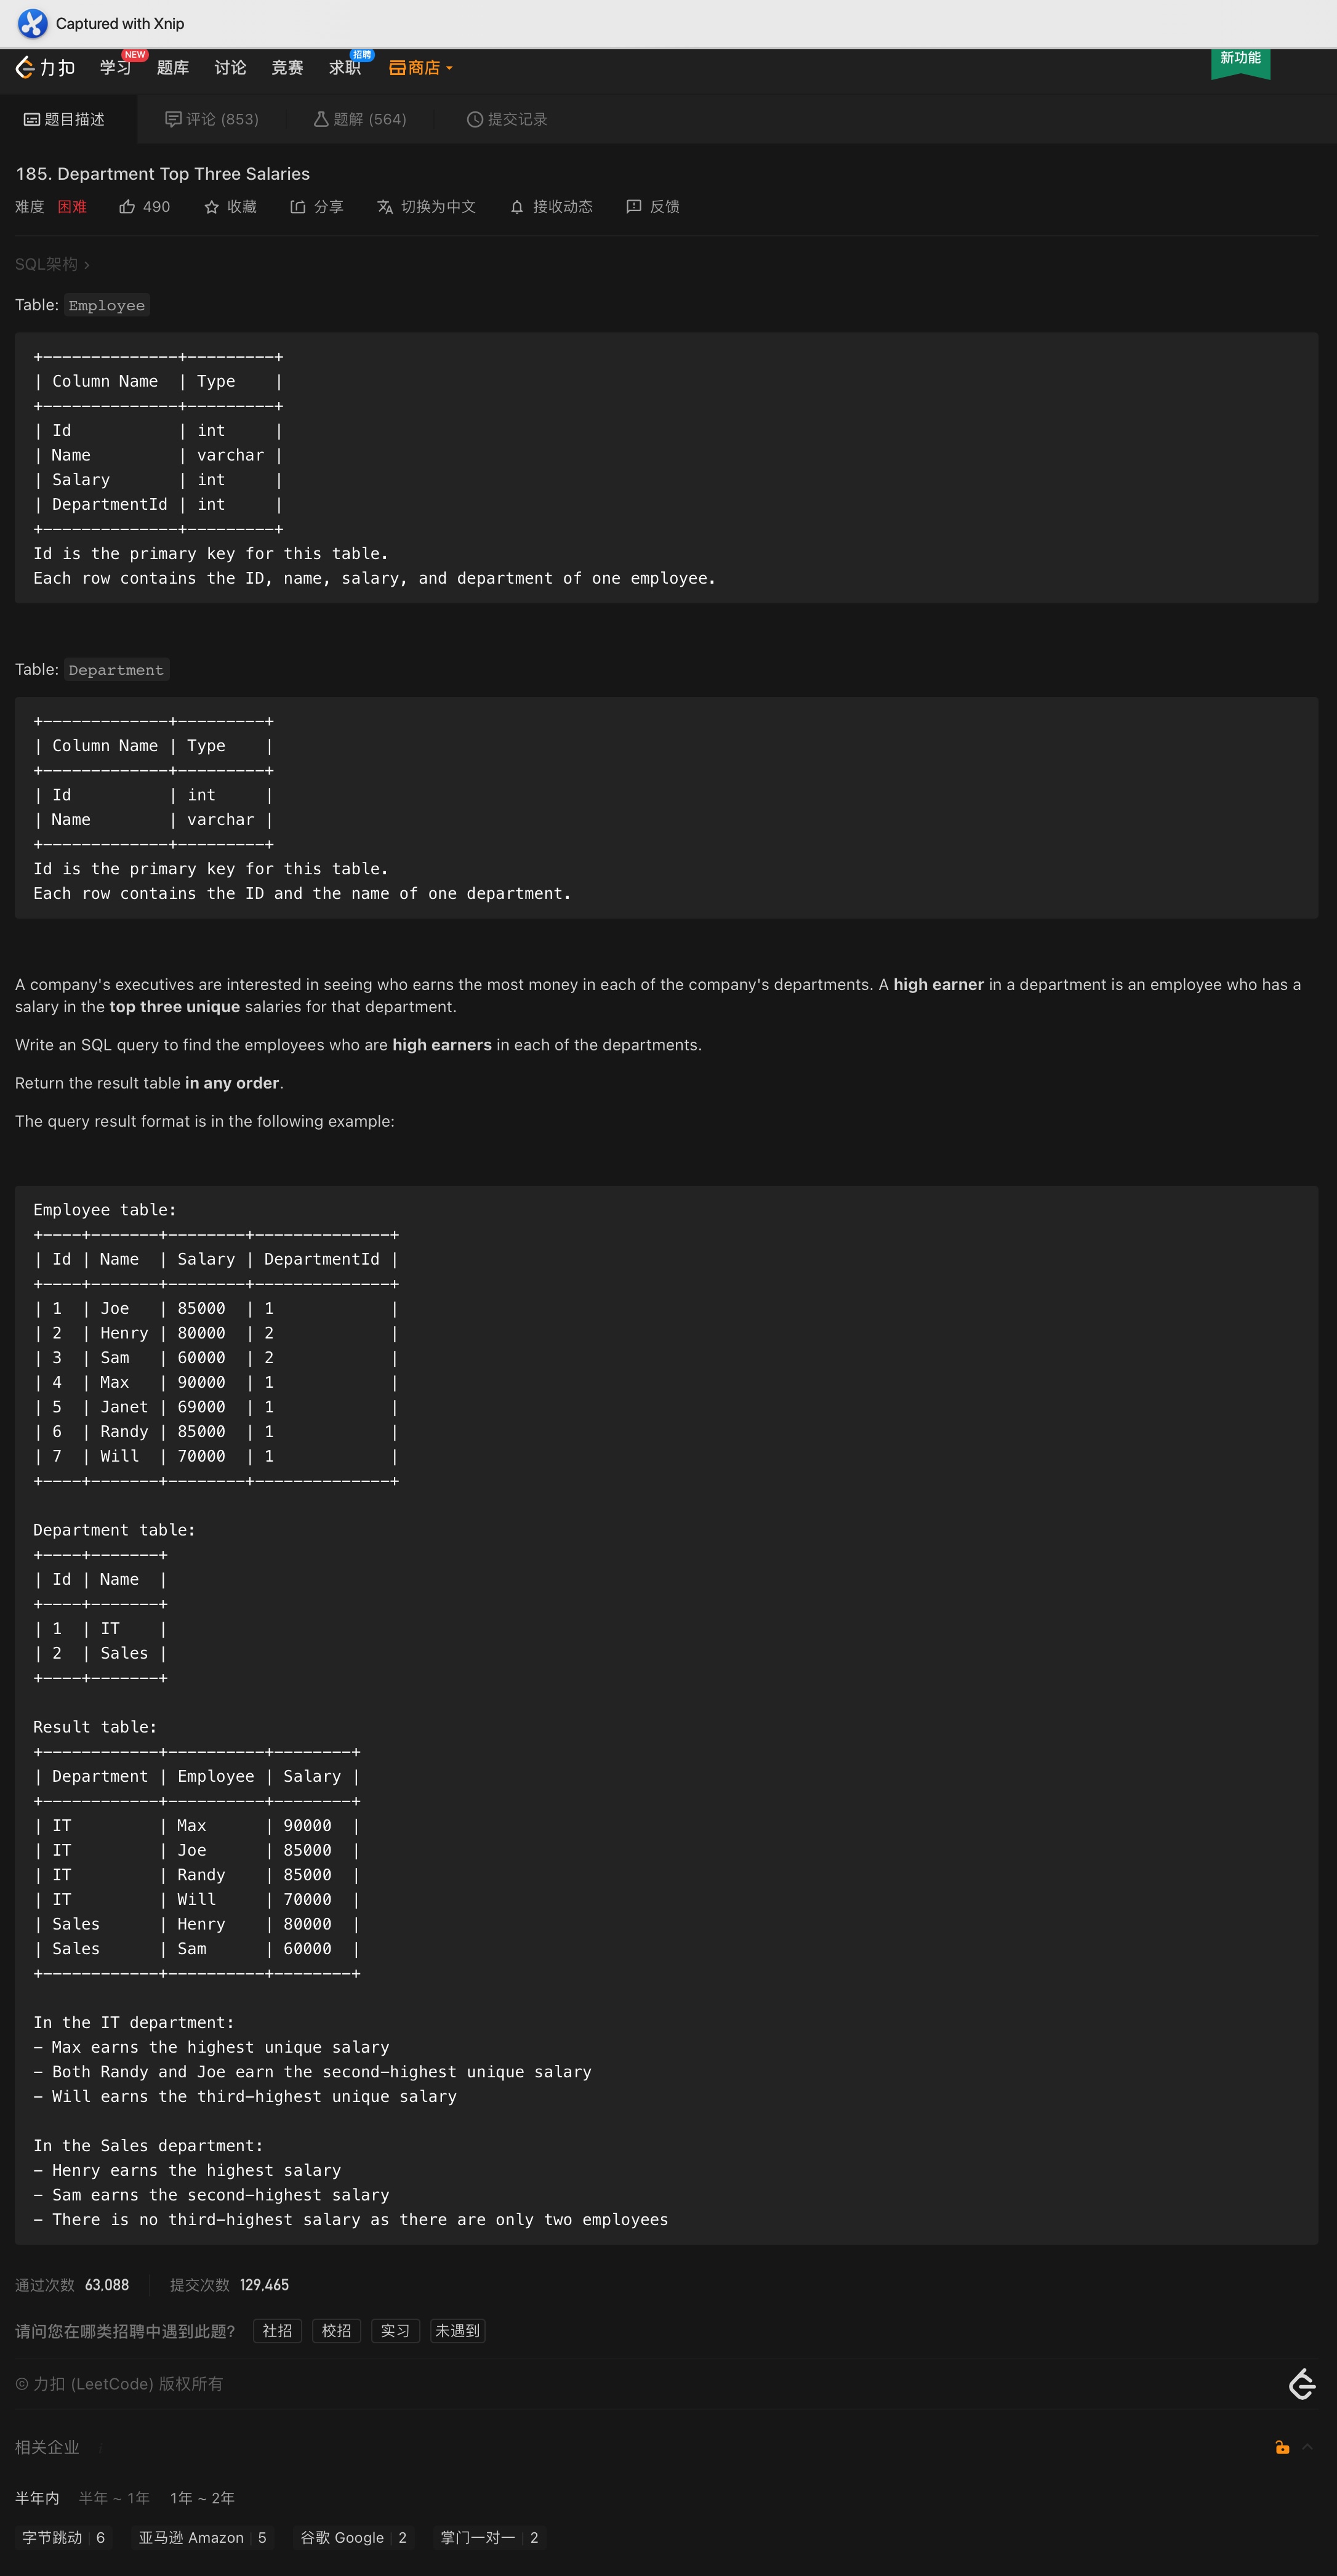 Captured with Xnip
力扣 学习 NEW 题库 讨论 竞赛 求职 招聘 商店 新功能
题目描述 评论 (853) 题解 (564) 提交记录
185. Department Top Three Salaries
难度 困难 490 收藏 分享 切换为中文 接收动态 反馈
SQL架构 >
Table: Employee
+--------------+---------+
| Column Name  | Type    |
+--------------+---------+
| Id           | int     |
| Name         | varchar |
| Salary       | int     |
| DepartmentId | int     |
+--------------+---------+
Id is the primary key for this table.
Each row contains the ID, name, salary, and department of one employee.
Table: Department
+-------------+---------+
| Column Name | Type    |
+-------------+---------+
| Id          | int     |
| Name        | varchar |
+-------------+---------+
Id is the primary key for this table.
Each row contains the ID and the name of one department.
A company's executives are interested in seeing who earns the most money in each of the company's departments. A high earner in a department is an employee who has a
salary in the top three unique salaries for that department.
Write an SQL query to find the employees who are high earners in each of the departments.
Return the result table in any order.
The query result format is in the following example:
Employee table:
+----+-------+--------+--------------+
| Id | Name  | Salary | DepartmentId |
+----+-------+--------+--------------+
| 1  | Joe   | 85000  | 1            |
| 2  | Henry | 80000  | 2            |
| 3  | Sam   | 60000  | 2            |
| 4  | Max   | 90000  | 1            |
| 5  | Janet | 69000  | 1            |
| 6  | Randy | 85000  | 1            |
| 7  | Will  | 70000  | 1            |
+----+-------+--------+--------------+
Department table:
+----+-------+
| Id | Name  |
+----+-------+
| 1  | IT    |
| 2  | Sales |
+----+-------+
Result table:
+------------+----------+--------+
| Department | Employee | Salary |
+------------+----------+--------+
| IT         | Max      | 90000  |
| IT         | Joe      | 85000  |
| IT         | Randy    | 85000  |
| IT         | Will     | 70000  |
| Sales      | Henry    | 80000  |
| Sales      | Sam      | 60000  |
+------------+----------+--------+
In the IT department:
- Max earns the highest unique salary
- Both Randy and Joe earn the second-highest unique salary
- Will earns the third-highest unique salary
In the Sales department:
- Henry earns the highest salary
- Sam earns the second-highest salary
- There is no third-highest salary as there are only two employees
通过次数 63,088 提交次数 129,465
请问您在哪类招聘中遇到此题? 社招 校招 实习 未遇到
© 力扣 (LeetCode) 版权所有
相关企业 i
半年内 半年 ~ 1年 1年 ~ 2年
字节跳动 | 6 亚马逊 Amazon | 5 谷歌 Google | 2 掌门一对一 | 2